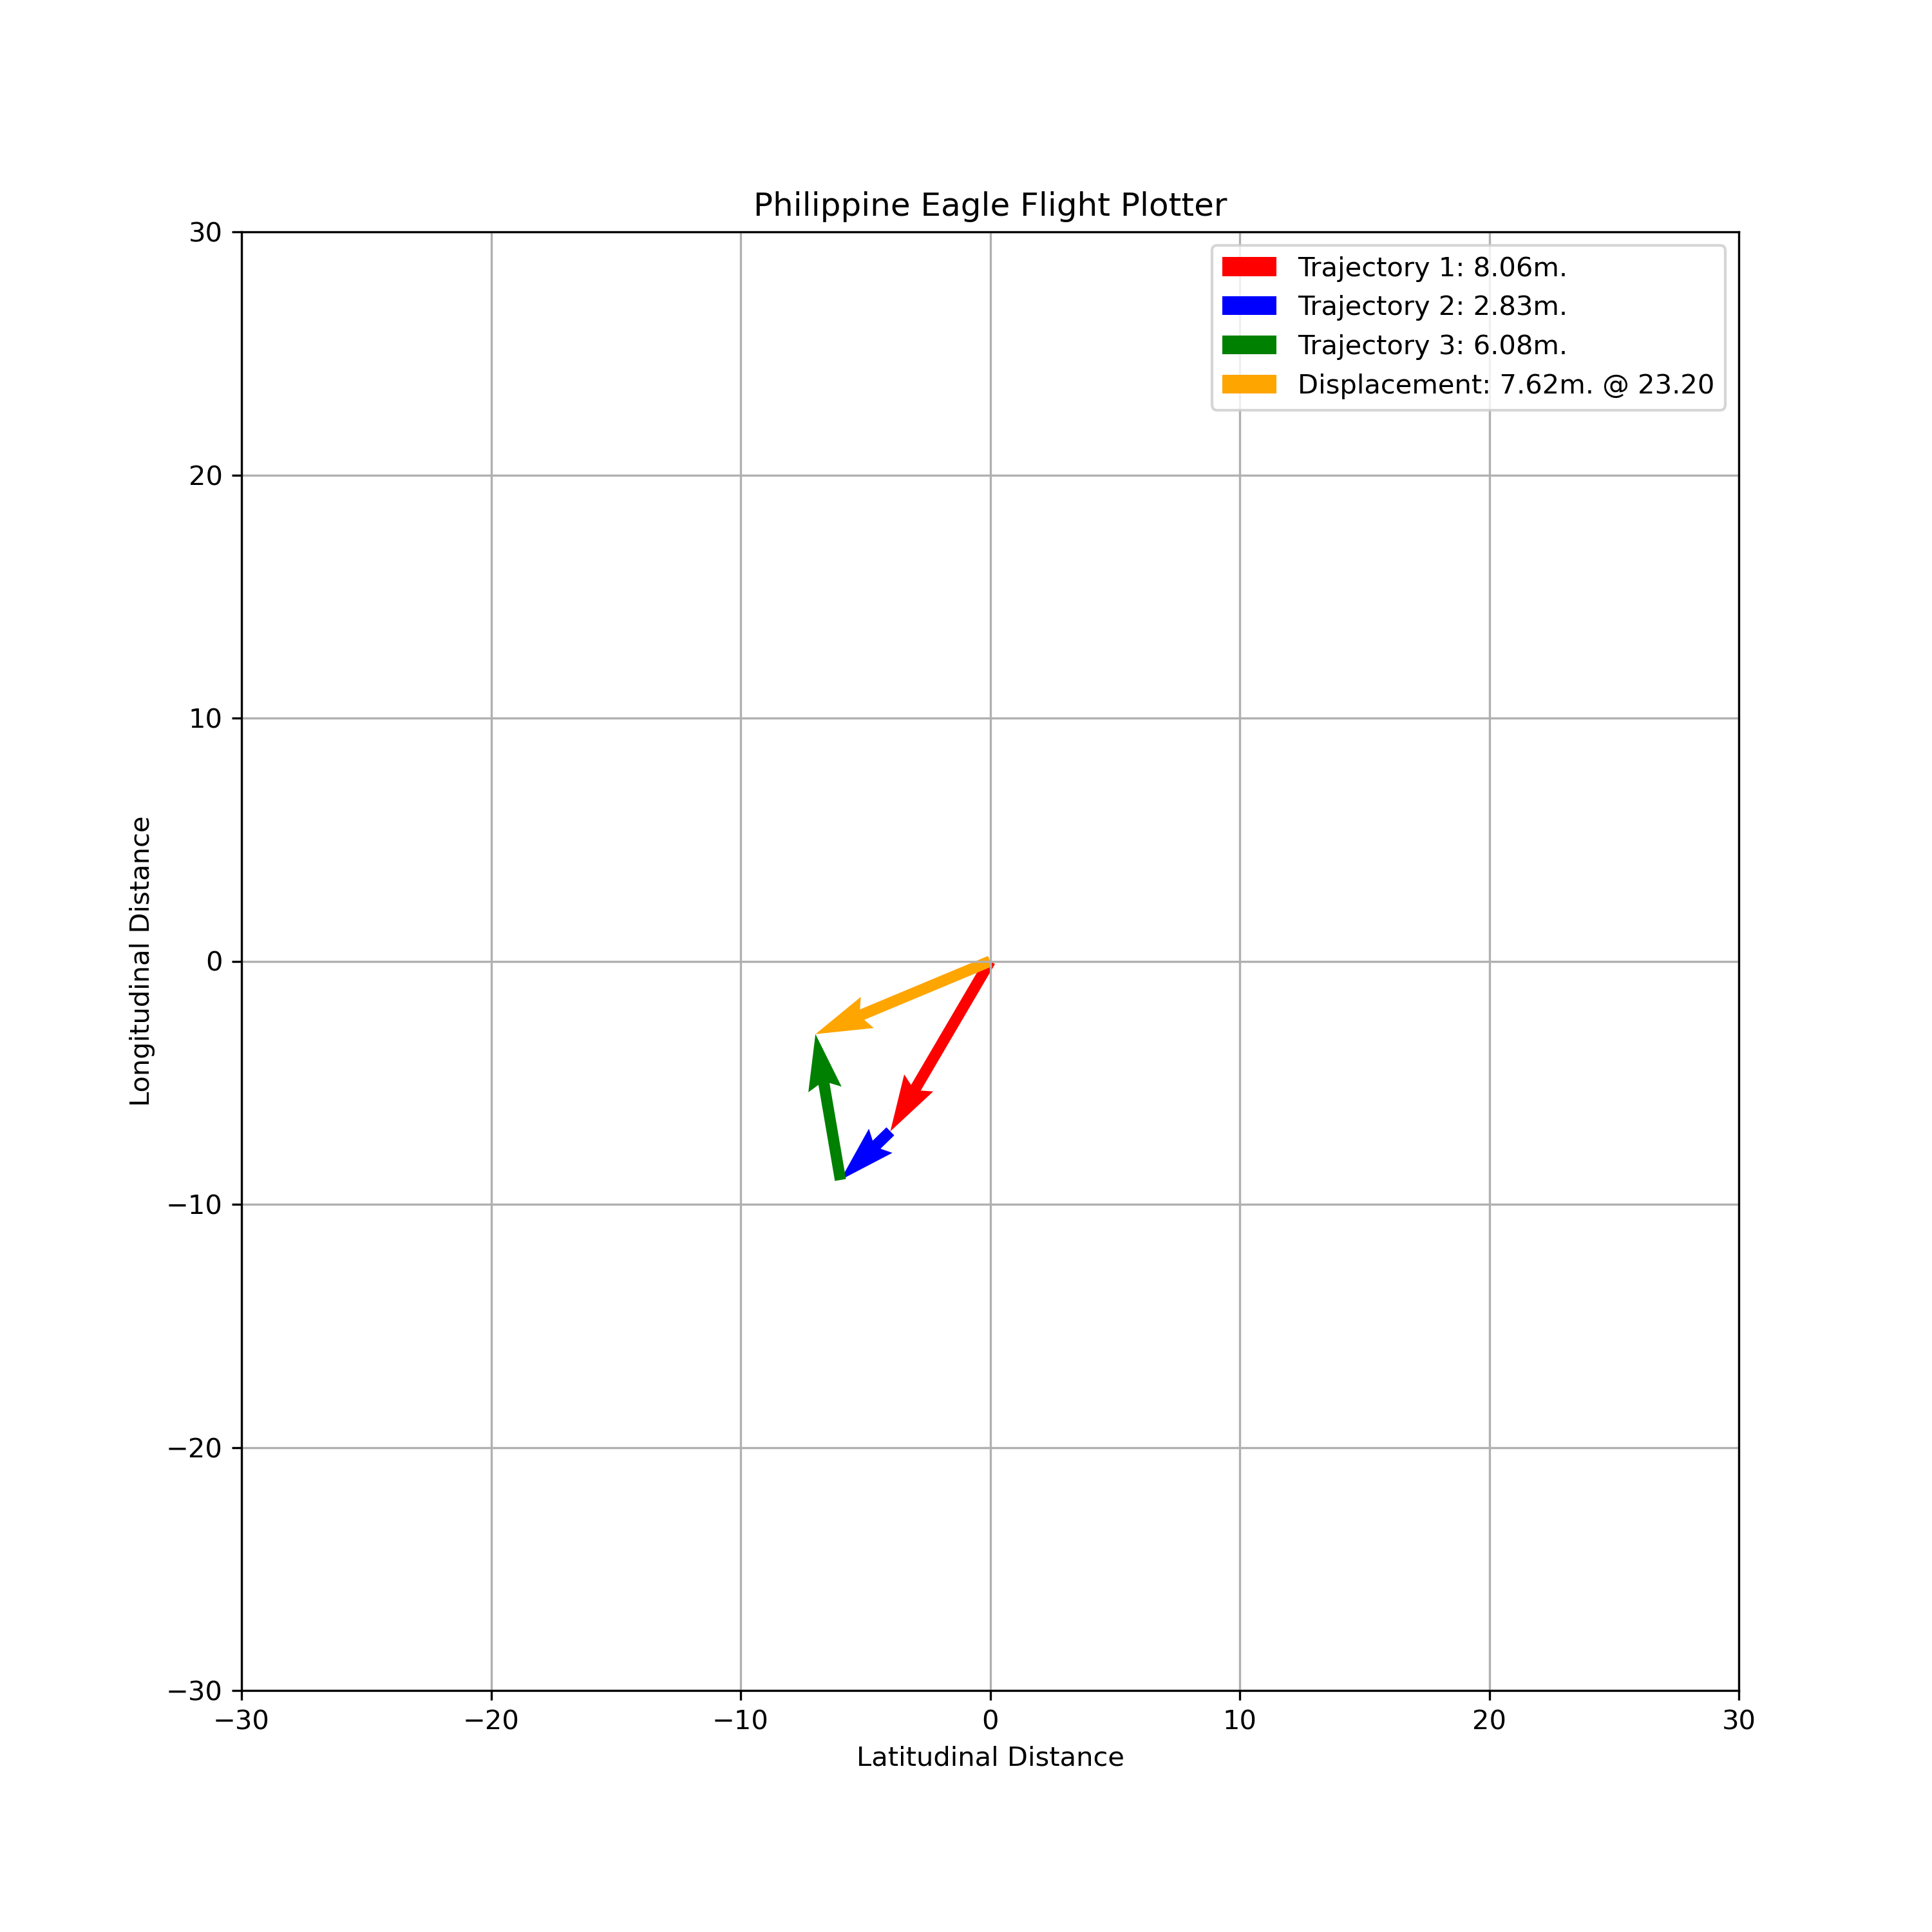 Philippine Eagle Flight Plotter
Trajectory 1: 8.06m.
Trajectory 2: 2.83m.
Trajectory 3: 6.08m.
Displacement: 7.62m. @ 23.20
30
20
10
0
−10
−20
−30
Longitudinal Distance
−30 −20 −10 0 10 20 30
Latitudinal Distance